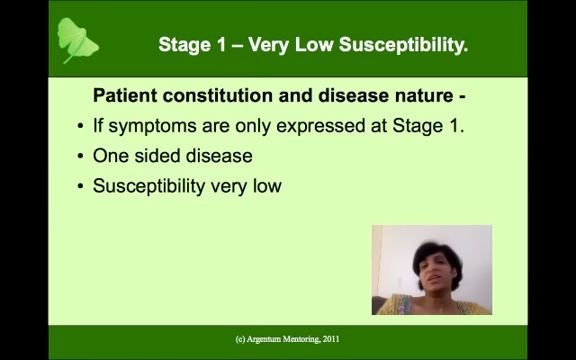 Stage 1 – Very Low Susceptibility.
Patient constitution and disease nature -
• If symptoms are only expressed at Stage 1.
• One sided disease
• Susceptibility very low
(c) Argentum Mentoring, 2011